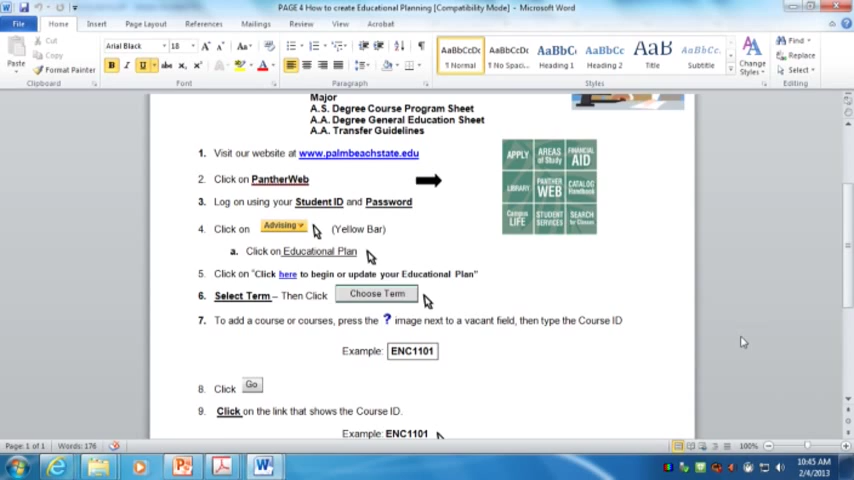 PAGE 4 How to create Educational Planning [Compatibility Mode] - Microsoft Word
File Home Insert Page Layout References Mailings Review View Acrobat
Cut
Copy
Format Painter
Paste
Clipboard
Arial Black 18
Font
Paragraph
AaBbCcDc AaBbCcDc AaBbC AaBbCc AaB AaBbCc.
¶ Normal ¶ No Spaci... Heading 1 Heading 2 Title Subtitle
Styles
Change Styles
Find
Replace
Select
Editing
Major
A.S. Degree Course Program Sheet
A.A. Degree General Education Sheet
A.A. Transfer Guidelines
1. Visit our website at www.palmbeachstate.edu
2. Click on PantherWeb
3. Log on using your Student ID and Password
4. Click on Advising (Yellow Bar)
a. Click on Educational Plan
5. Click on "Click here to begin or update your Educational Plan"
6. Select Term – Then Click Choose Term
7. To add a course or courses, press the ? image next to a vacant field, then type the Course ID
Example: ENC1101
8. Click Go
9. Click on the link that shows the Course ID.
Example: ENC1101
APPLY AREAS of Study FINANCIAL AID
LIBRARY PANTHER WEB CATALOG Handbook
Campus LIFE STUDENT SERVICES SEARCH for Classes
Page: 1 of 1 Words: 176
100%
10:45 AM
2/4/2013